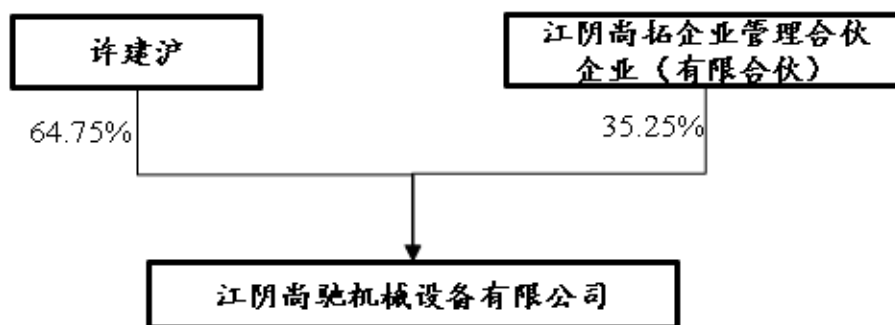 许建沪
江阴尚拓企业管理合伙
企业（有限合伙）
64.75%
35.25%
江阴尚驰机械设备有限公司